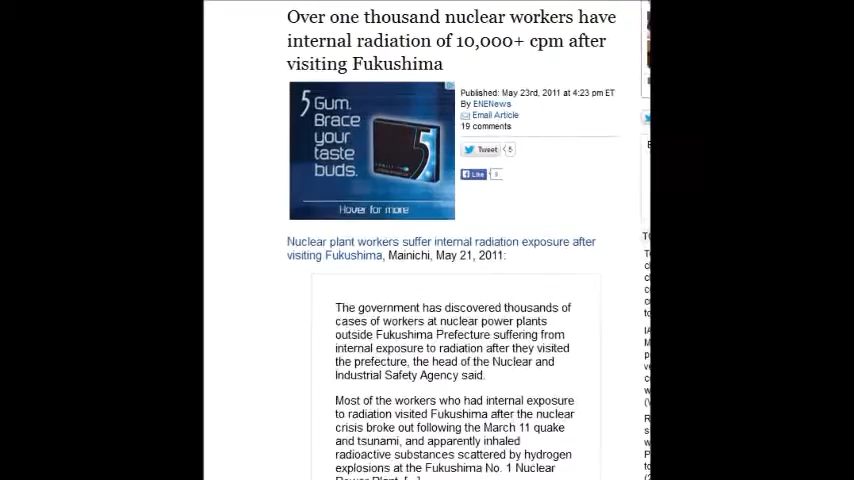 Over one thousand nuclear workers have
internal radiation of 10,000+ cpm after
visiting Fukushima
5 Gum.
Brace
your
taste
buds.
5
Hover for more
Published: May 23rd, 2011 at 4:23 pm ET
By ENENews
Email Article
19 comments
Tweet 5
Like
Nuclear plant workers suffer internal radiation exposure after
visiting Fukushima, Mainichi, May 21, 2011:
The government has discovered thousands of
cases of workers at nuclear power plants
outside Fukushima Prefecture suffering from
internal exposure to radiation after they visited
the prefecture, the head of the Nuclear and
Industrial Safety Agency said.
Most of the workers who had internal exposure
to radiation visited Fukushima after the nuclear
crisis broke out following the March 11 quake
and tsunami, and apparently inhaled
radioactive substances scattered by hydrogen
explosions at the Fukushima No. 1 Nuclear
Power Plant. [...]